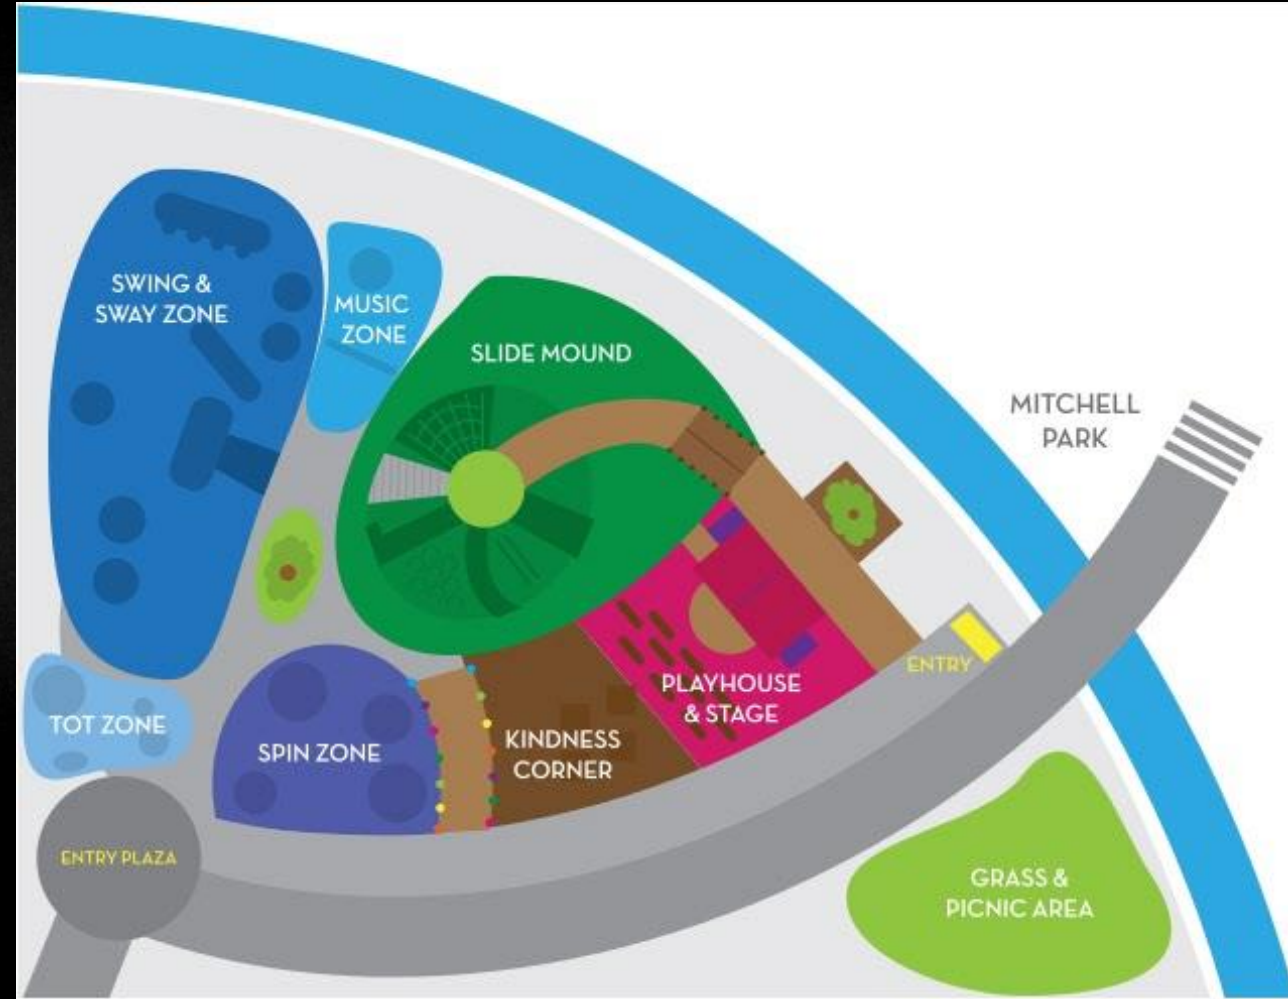 SWING &
SWAY ZONE
MUSIC
ZONE
SLIDE MOUND
MITCHELL
PARK
TOT ZONE
SPIN ZONE
KINDNESS
CORNER
PLAYHOUSE
& STAGE
ENTRY
ENTRY PLAZA
GRASS &
PICNIC AREA